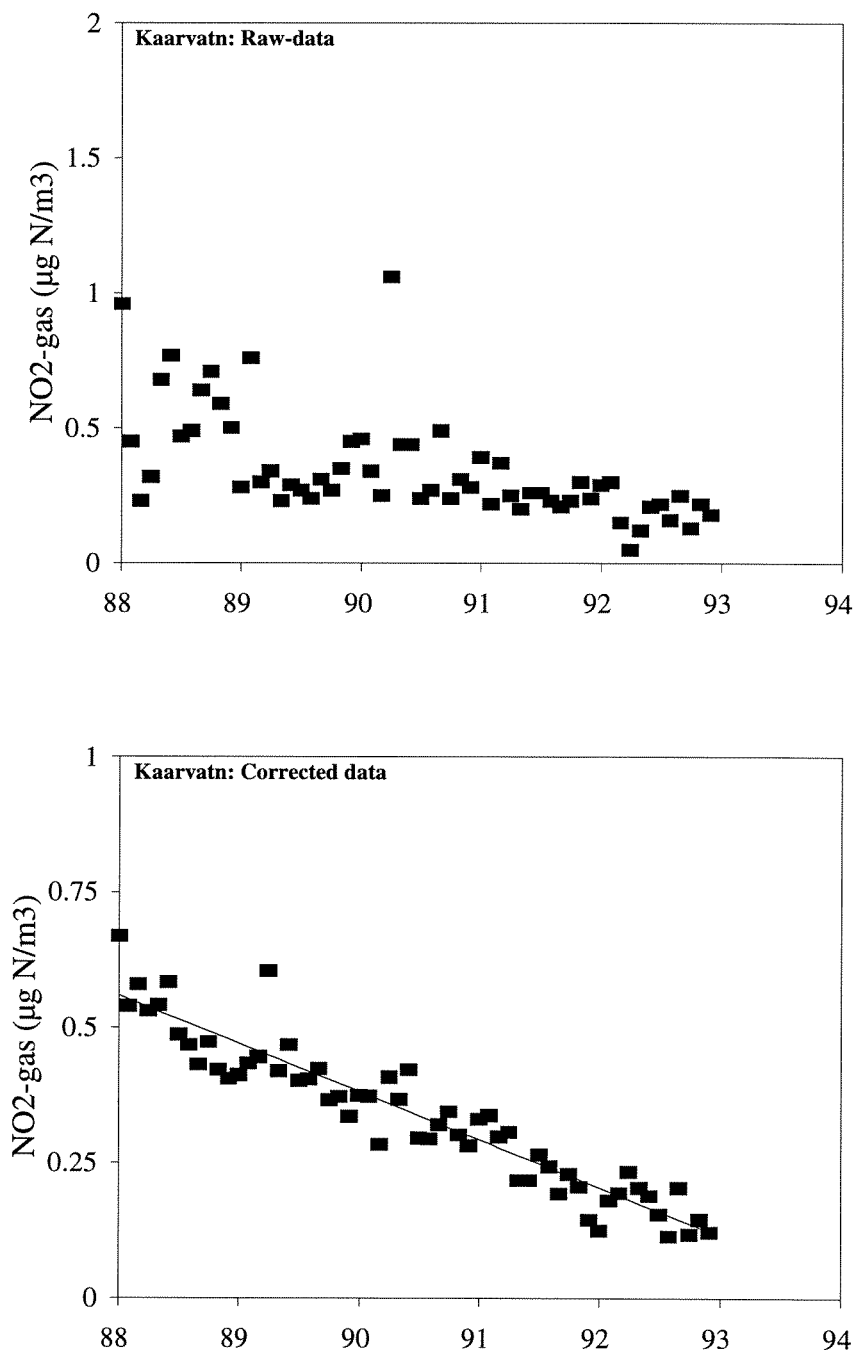 Kaarvatn: Raw-data
NO2-gas (µg N/m3)
2
1.5
1
0.5
0
88 89 90 91 92 93 94
Kaarvatn: Corrected data
NO2-gas (µg N/m3)
1
0.75
0.5
0.25
0
88 89 90 91 92 93 94